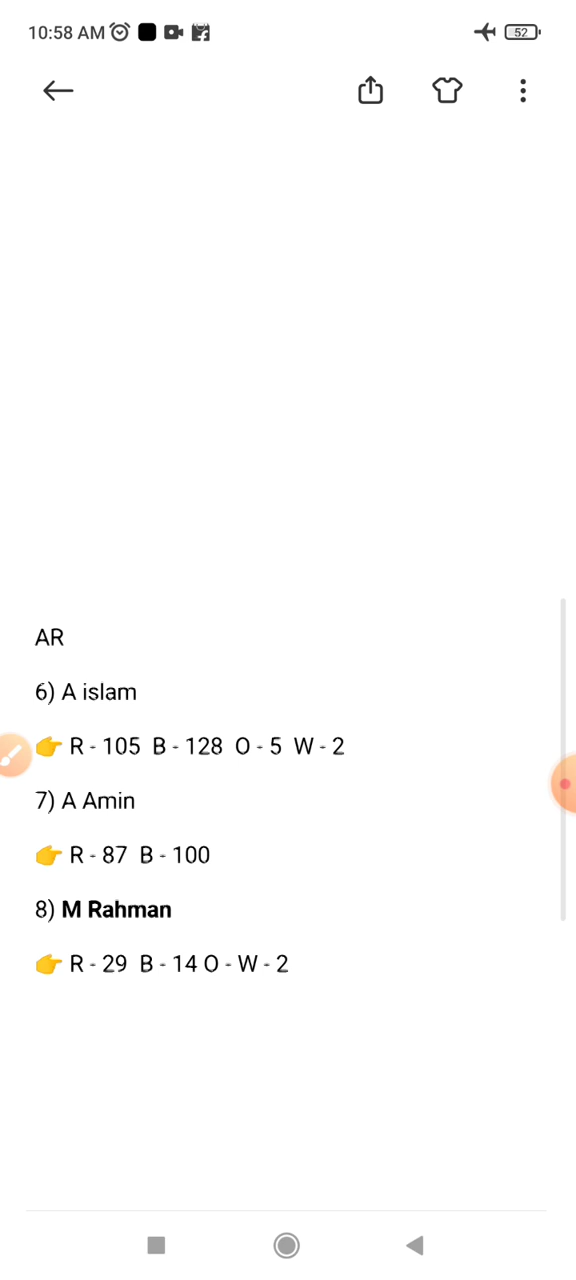 10:58 AM
52
AR
6) A islam
👉 R - 105 B - 128 O - 5 W - 2
7) A Amin
👉 R - 87 B - 100
8) M Rahman
👉 R - 29 B - 14 O - W - 2